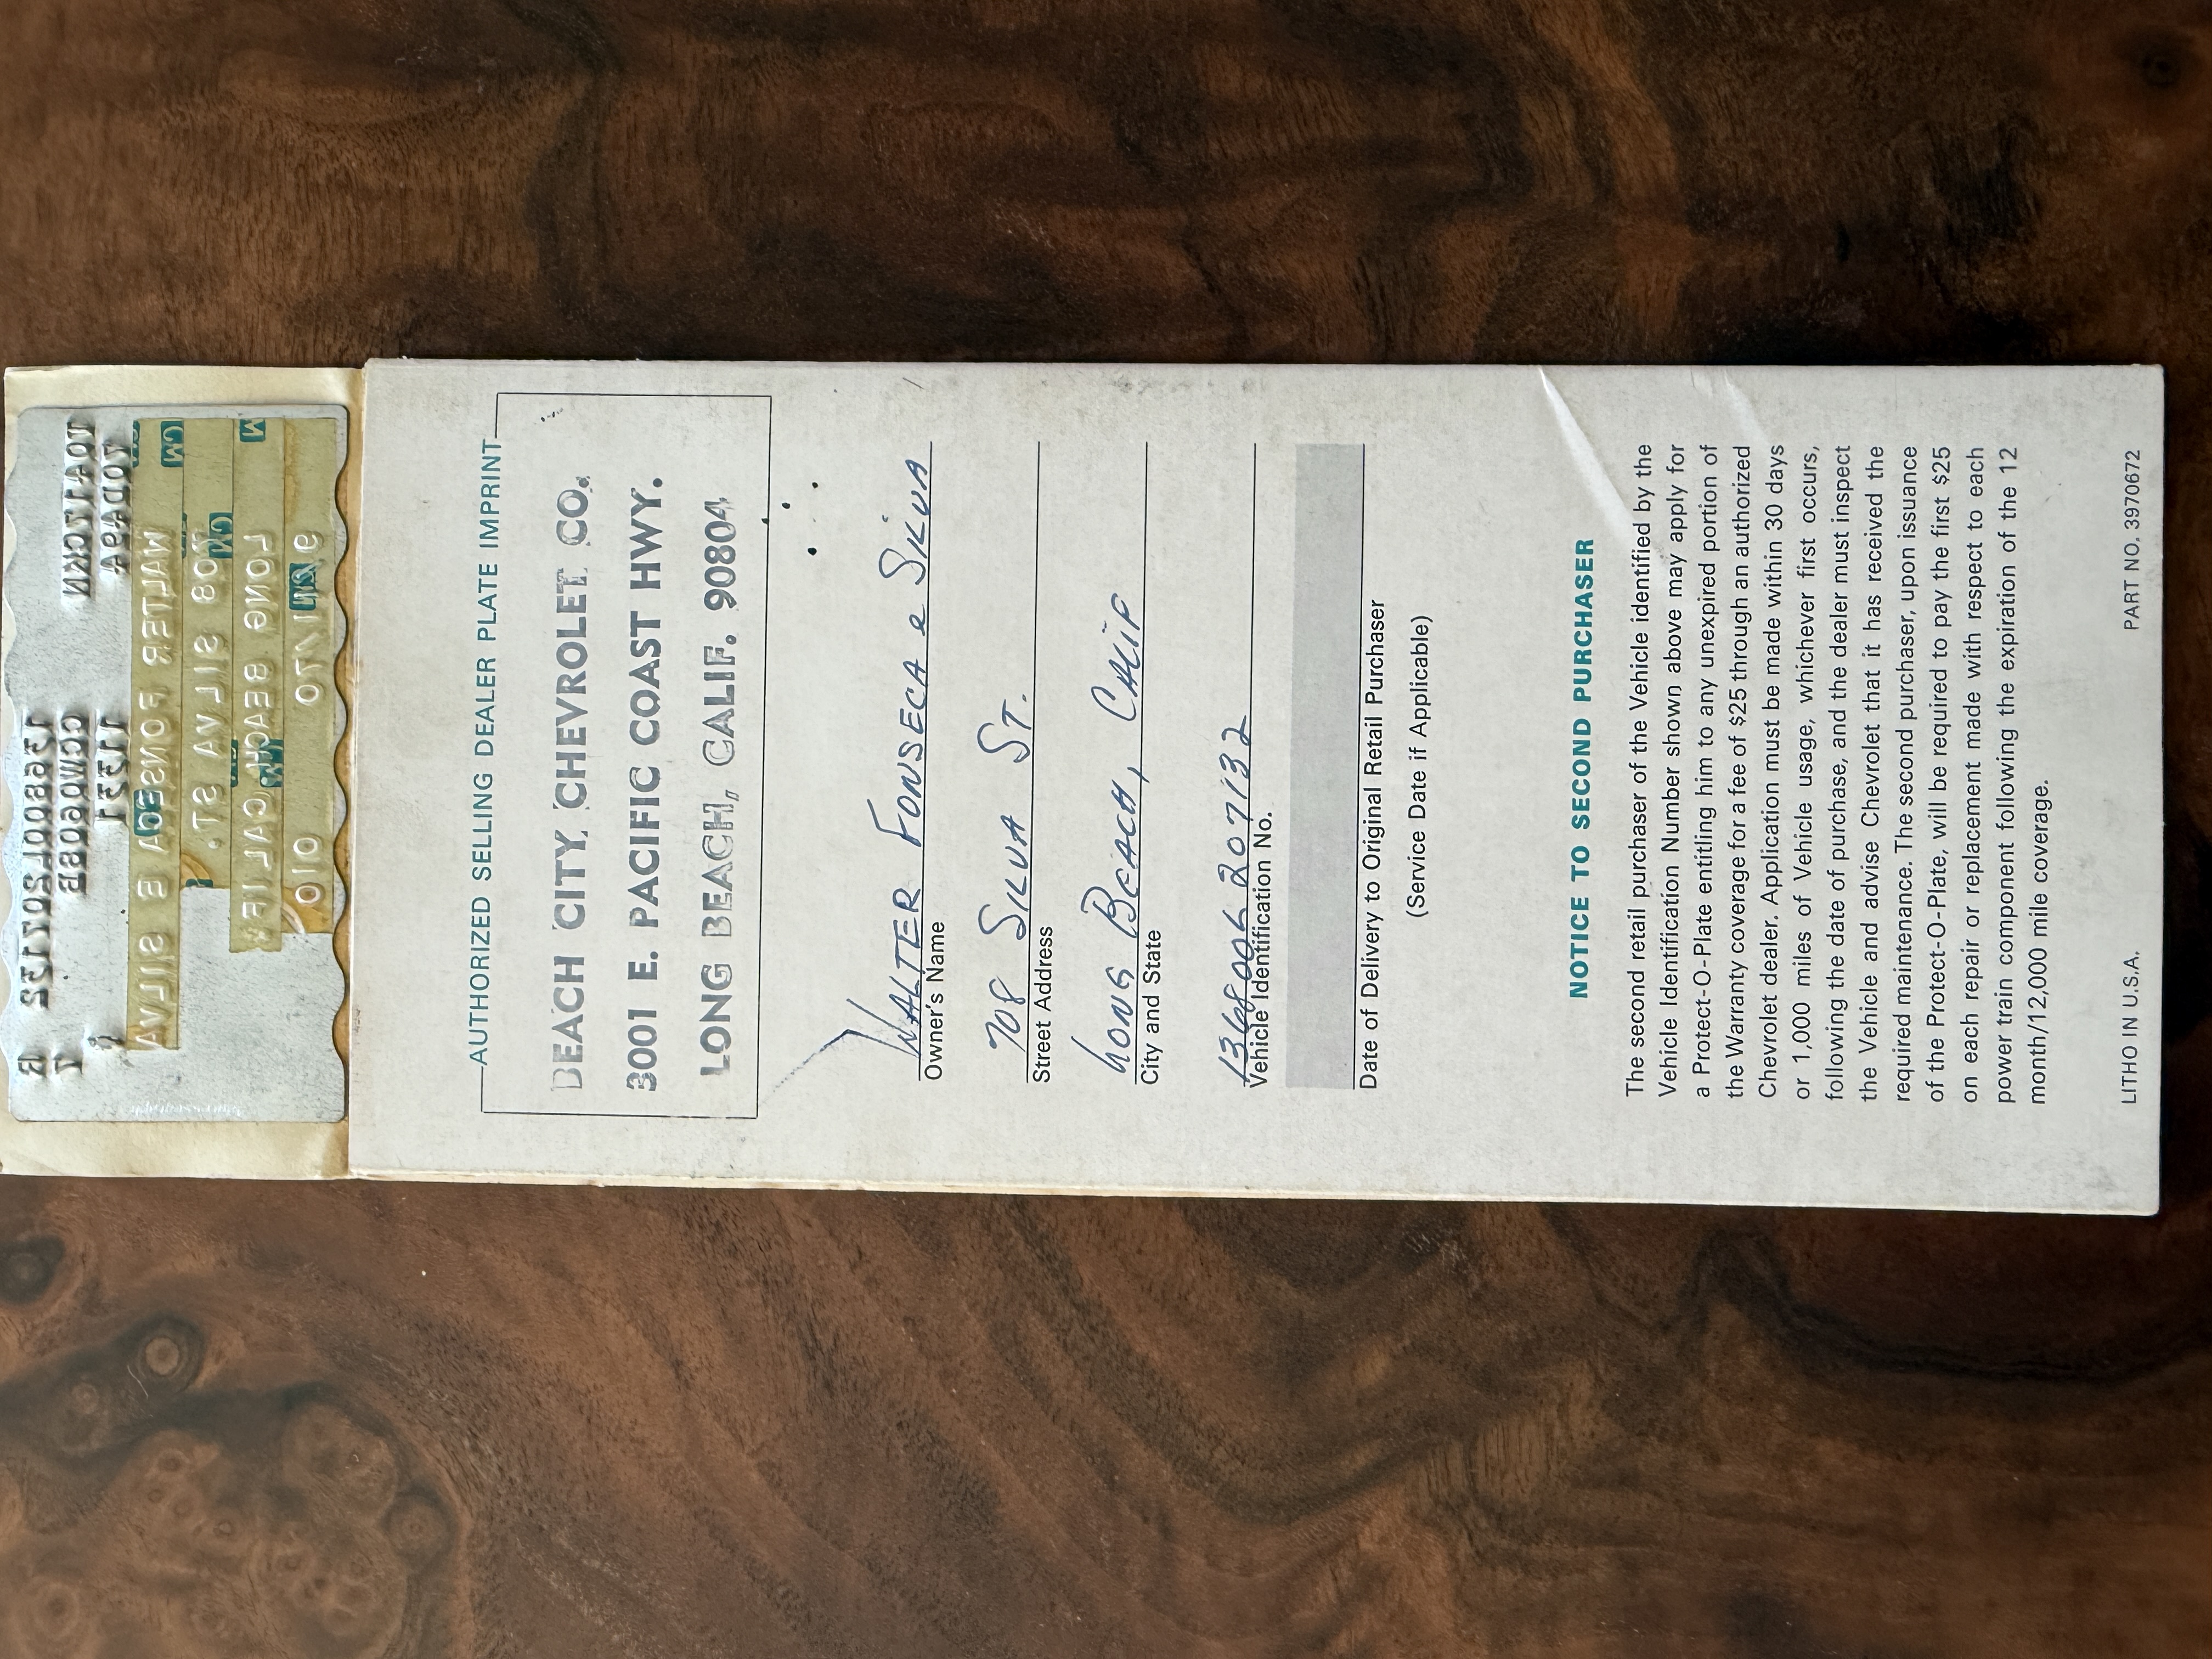 WALTER FONSECA E SILVA
708 SILVA ST.
LONG BEACH, CALIF.
AUTHORIZED SELLING DEALER PLATE IMPRINT
BEACH CITY CHEVROLET CO.
3001 E. PACIFIC COAST HWY.
LONG BEACH, CALIF. 90804
WALTER FONSECA e SILVA
Owner's Name
708 SILVA ST.
Street Address
LONG BEACH, CALIF
City and State
Vehicle Identification No.
Date of Delivery to Original Retail Purchaser
(Service Date if Applicable)
NOTICE TO SECOND PURCHASER
The second retail purchaser of the Vehicle identified by the
Vehicle Identification Number shown above may apply for
a Protect-O-Plate entitling him to any unexpired portion of
the Warranty coverage for a fee of $25 through an authorized
Chevrolet dealer. Application must be made within 30 days
or 1,000 miles of Vehicle usage, whichever first occurs,
following the date of purchase, and the dealer must inspect
the Vehicle and advise Chevrolet that it has received the
required maintenance. The second purchaser, upon issuance
of the Protect-O-Plate, will be required to pay the first $25
on each repair or replacement made with respect to each
power train component following the expiration of the 12
month/12,000 mile coverage.
LITHO IN U.S.A. PART NO. 3970672